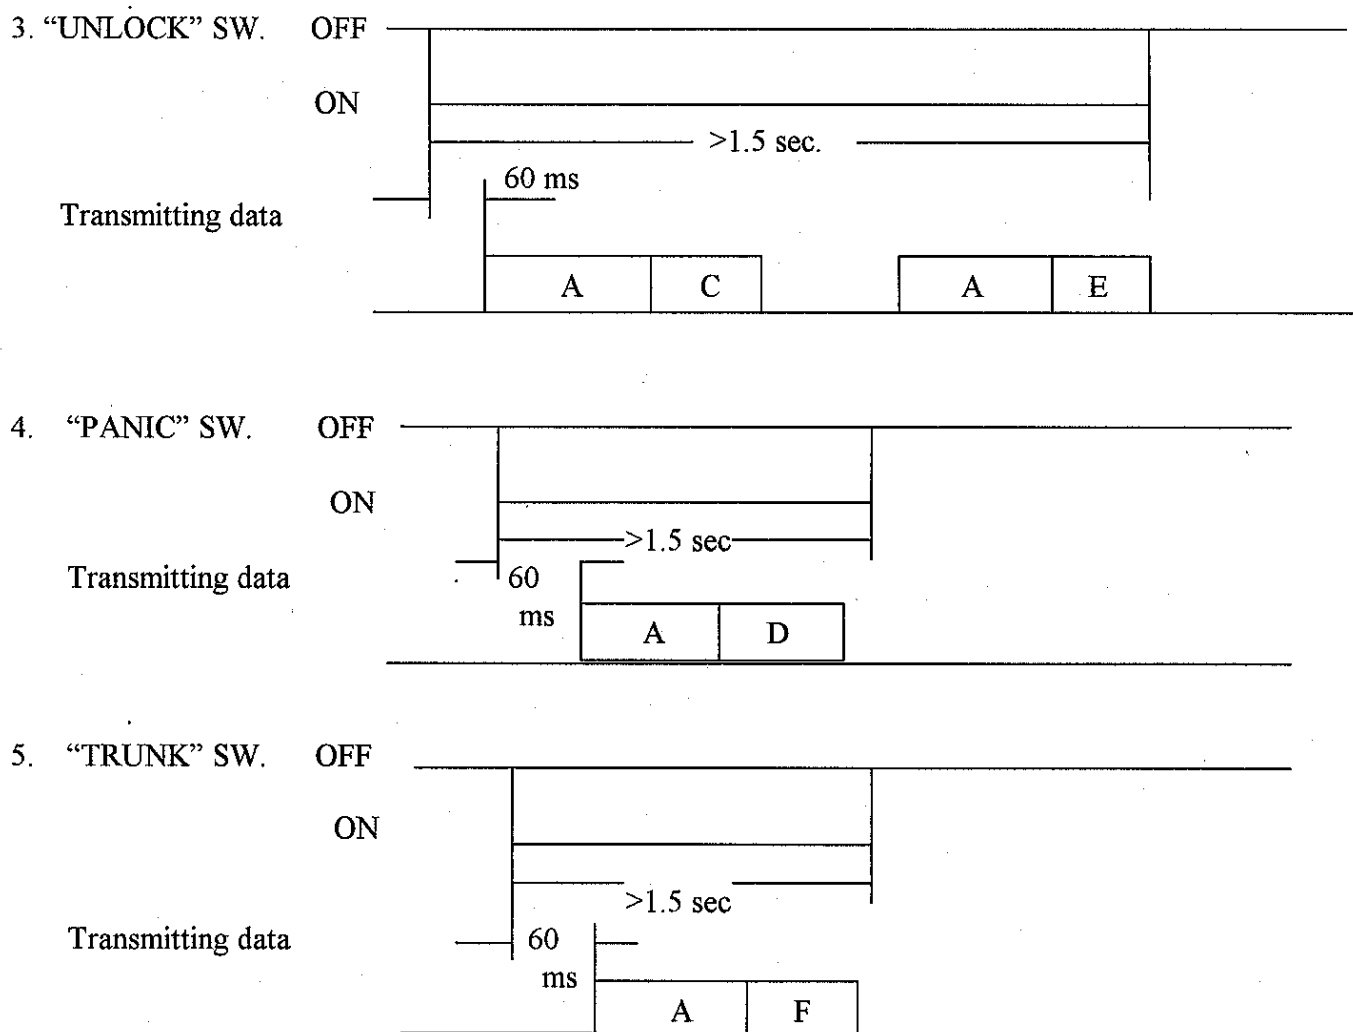 3. “UNLOCK” SW. OFF
ON
>1.5 sec.
60 ms
Transmitting data
A C A E
4. “PANIC” SW. OFF
ON
>1.5 sec
Transmitting data 60
ms
A D
5. “TRUNK” SW. OFF
ON
>1.5 sec
Transmitting data 60
ms
A F